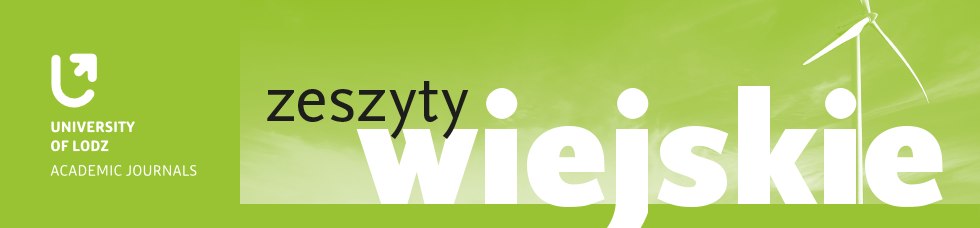 UNIVERSITY
OF LODZ
ACADEMIC JOURNALS
zeszyty
wiejskie